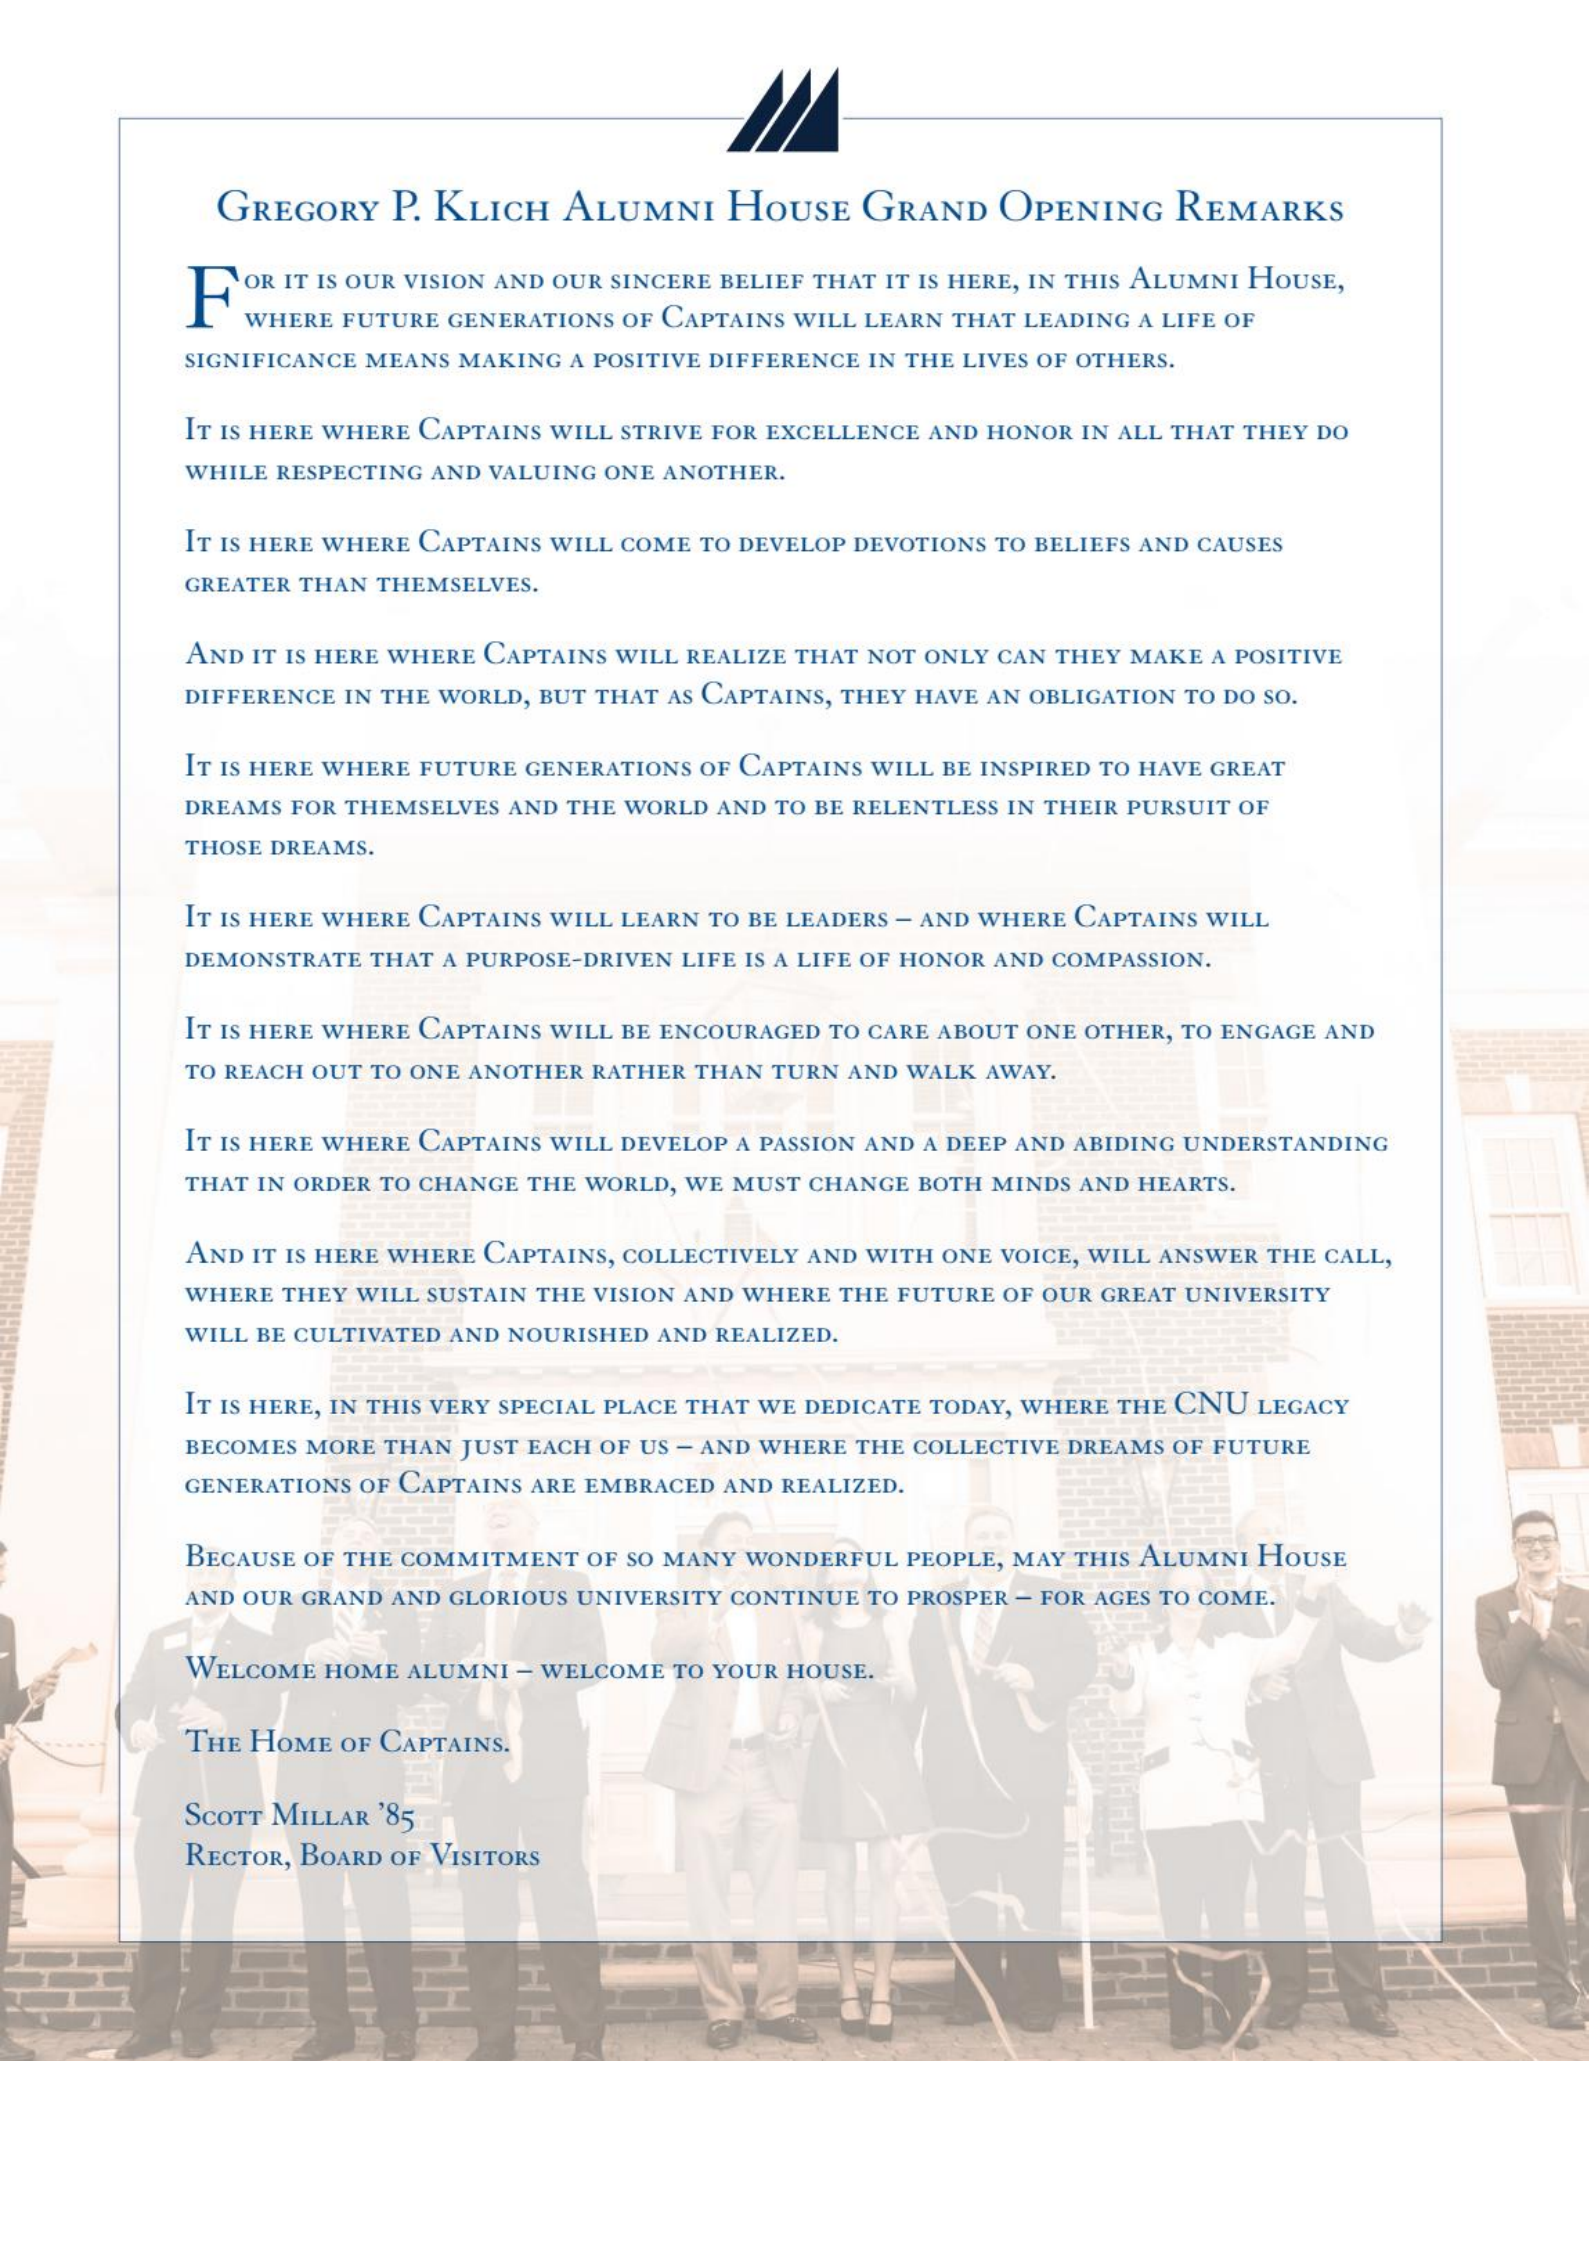 Gregory P. Klich Alumni House Grand Opening Remarks
For it is our vision and our sincere belief that it is here, in this Alumni House,
where future generations of Captains will learn that leading a life of
significance means making a positive difference in the lives of others.
It is here where Captains will strive for excellence and honor in all that they do
while respecting and valuing one another.
It is here where Captains will come to develop devotions to beliefs and causes
greater than themselves.
And it is here where Captains will realize that not only can they make a positive
difference in the world, but that as Captains, they have an obligation to do so.
It is here where future generations of Captains will be inspired to have great
dreams for themselves and the world and to be relentless in their pursuit of
those dreams.
It is here where Captains will learn to be leaders – and where Captains will
demonstrate that a purpose-driven life is a life of honor and compassion.
It is here where Captains will be encouraged to care about one other, to engage and
to reach out to one another rather than turn and walk away.
It is here where Captains will develop a passion and a deep and abiding understanding
that in order to change the world, we must change both minds and hearts.
And it is here where Captains, collectively and with one voice, will answer the call,
where they will sustain the vision and where the future of our great university
will be cultivated and nourished and realized.
It is here, in this very special place that we dedicate today, where the CNU legacy
becomes more than just each of us – and where the collective dreams of future
generations of Captains are embraced and realized.
Because of the commitment of so many wonderful people, may this Alumni House
and our grand and glorious university continue to prosper – for ages to come.
Welcome home alumni – welcome to your house.
The Home of Captains.
Scott Millar ’85
Rector, Board of Visitors